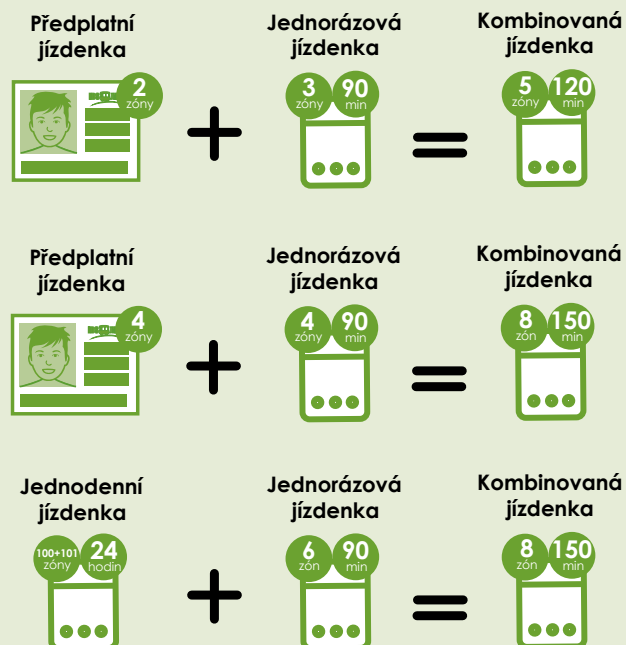 Předplatní
jízdenka
2
zóny
Jednorázová
jízdenka
3
zóny
90
min
Kombinovaná
jízdenka
5
zóny
120
min
Předplatní
jízdenka
4
zóny
Jednorázová
jízdenka
4
zóny
90
min
Kombinovaná
jízdenka
8
zón
150
min
Jednodenní
jízdenka
100+101
zóny
24
hodin
Jednorázová
jízdenka
6
zón
90
min
Kombinovaná
jízdenka
8
zón
150
min